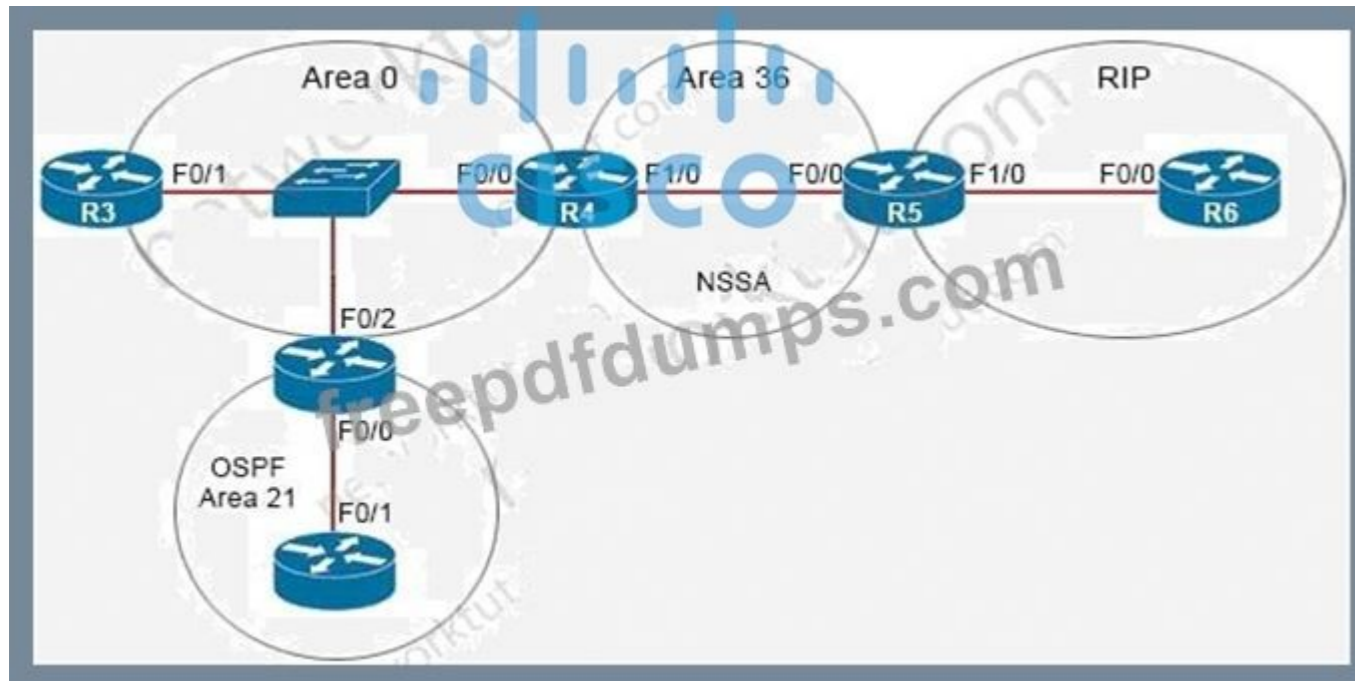 Area 0
Area 36
RIP
CISCO
F0/1
F0/0
F1/0
F0/0
F1/0
F0/0
R3
R4
R5
R6
NSSA
F0/2
freepdfdumps.com
F0/0
OSPF
Area 21
F0/1